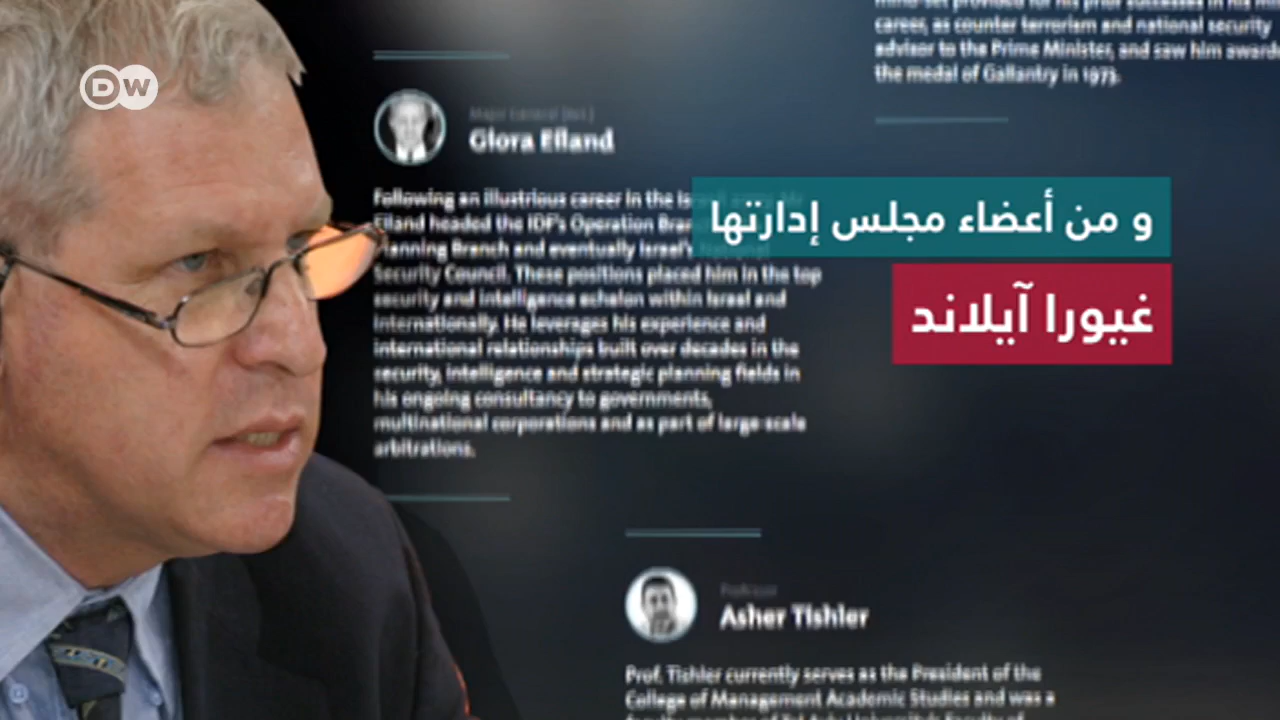 DW
mind-set provided for his prior successes in his
career, as counter terrorism and national security
advisor to the Prime Minister, and saw him awarded
the medal of Gallantry in 1973.
Major General (ret.)
Giora Eiland
Following an illustrious career in the
Eiland headed the IDF's Operation
Planning Branch and eventually Israel's National
Security Council. These positions placed him in the top
security and intelligence echelon within Israel and
internationally. He leverages his experience and
international relationships built over decades in the
security, intelligence and strategic planning fields in
his ongoing consultancy to governments,
multinational corporations and as part of large-scale
arbitrations.
و من أعضاء مجلس إدارتها
غيورا آيلاند
Professor
Asher Tishler
Prof. Tishler currently serves as the President of the
College of Management Academic Studies and was a